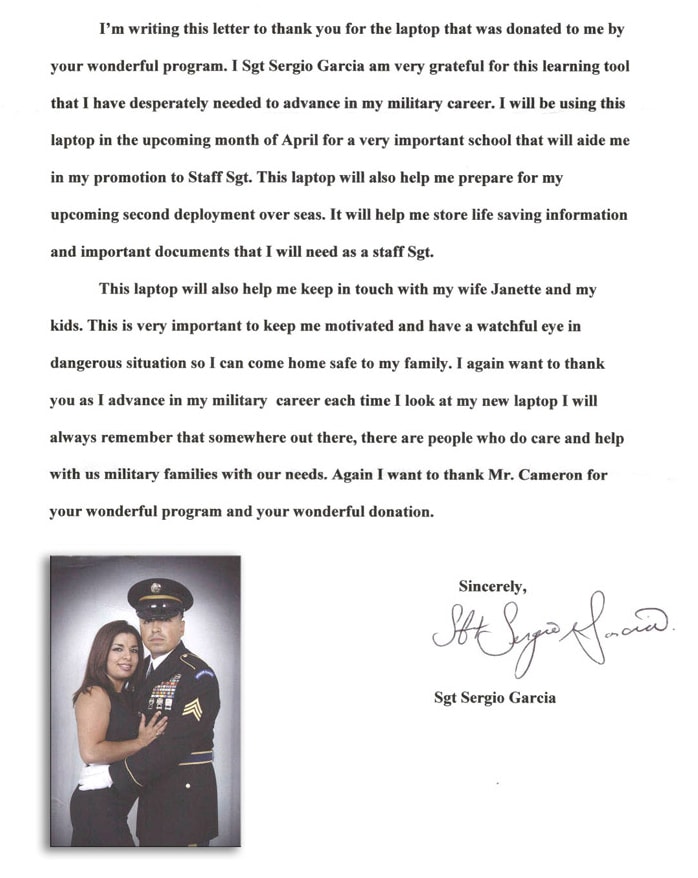 I'm writing this letter to thank you for the laptop that was donated to me by
your wonderful program. I Sgt Sergio Garcia am very grateful for this learning tool
that I have desperately needed to advance in my military career. I will be using this
laptop in the upcoming month of April for a very important school that will aide me
in my promotion to Staff Sgt. This laptop will also help me prepare for my
upcoming second deployment over seas. It will help me store life saving information
and important documents that I will need as a staff Sgt.
This laptop will also help me keep in touch with my wife Janette and my
kids. This is very important to keep me motivated and have a watchful eye in
dangerous situation so I can come home safe to my family. I again want to thank
you as I advance in my military  career each time I look at my new laptop I will
always remember that somewhere out there, there are people who do care and help
with us military families with our needs. Again I want to thank Mr. Cameron for
your wonderful program and your wonderful donation.
Sincerely,
Sgt Sergio Garcia
Sgt Sergio Garcia